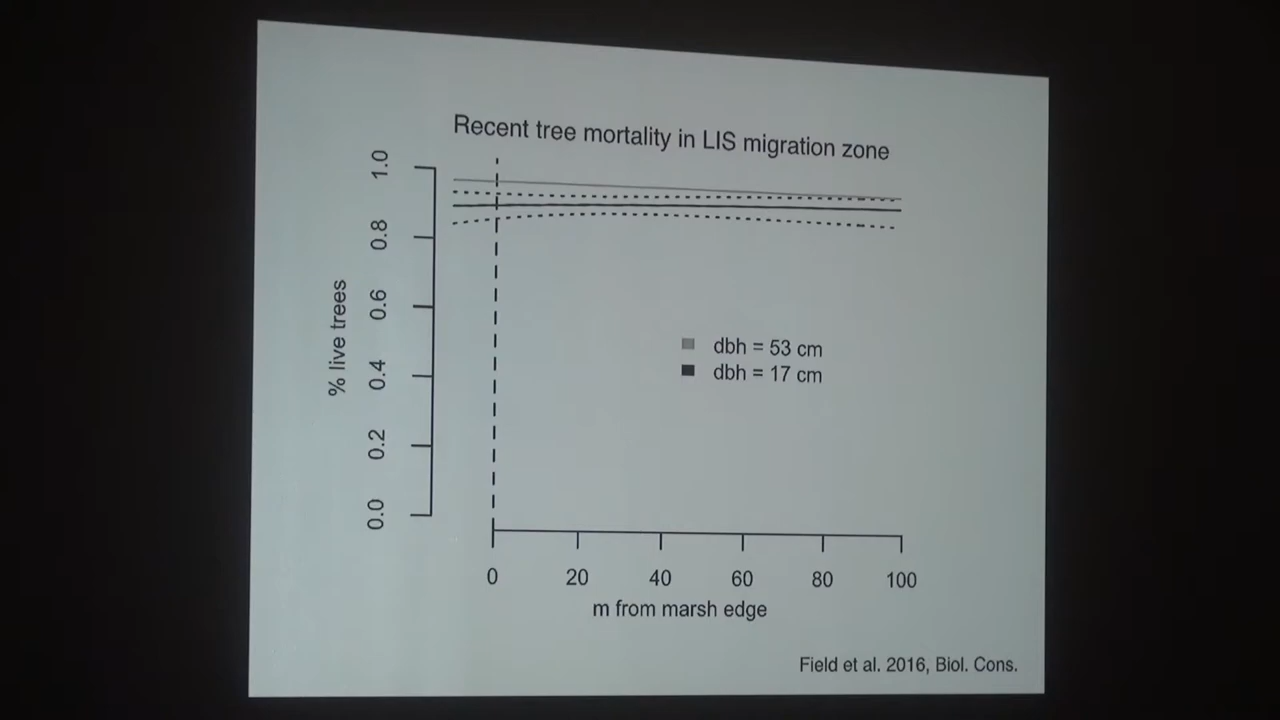 Recent tree mortality in LIS migration zone
1.0
0.8
0.6
0.4
0.2
0.0
% live trees
dbh = 53 cm
dbh = 17 cm
0 20 40 60 80 100
m from marsh edge
Field et al. 2016, Biol. Cons.